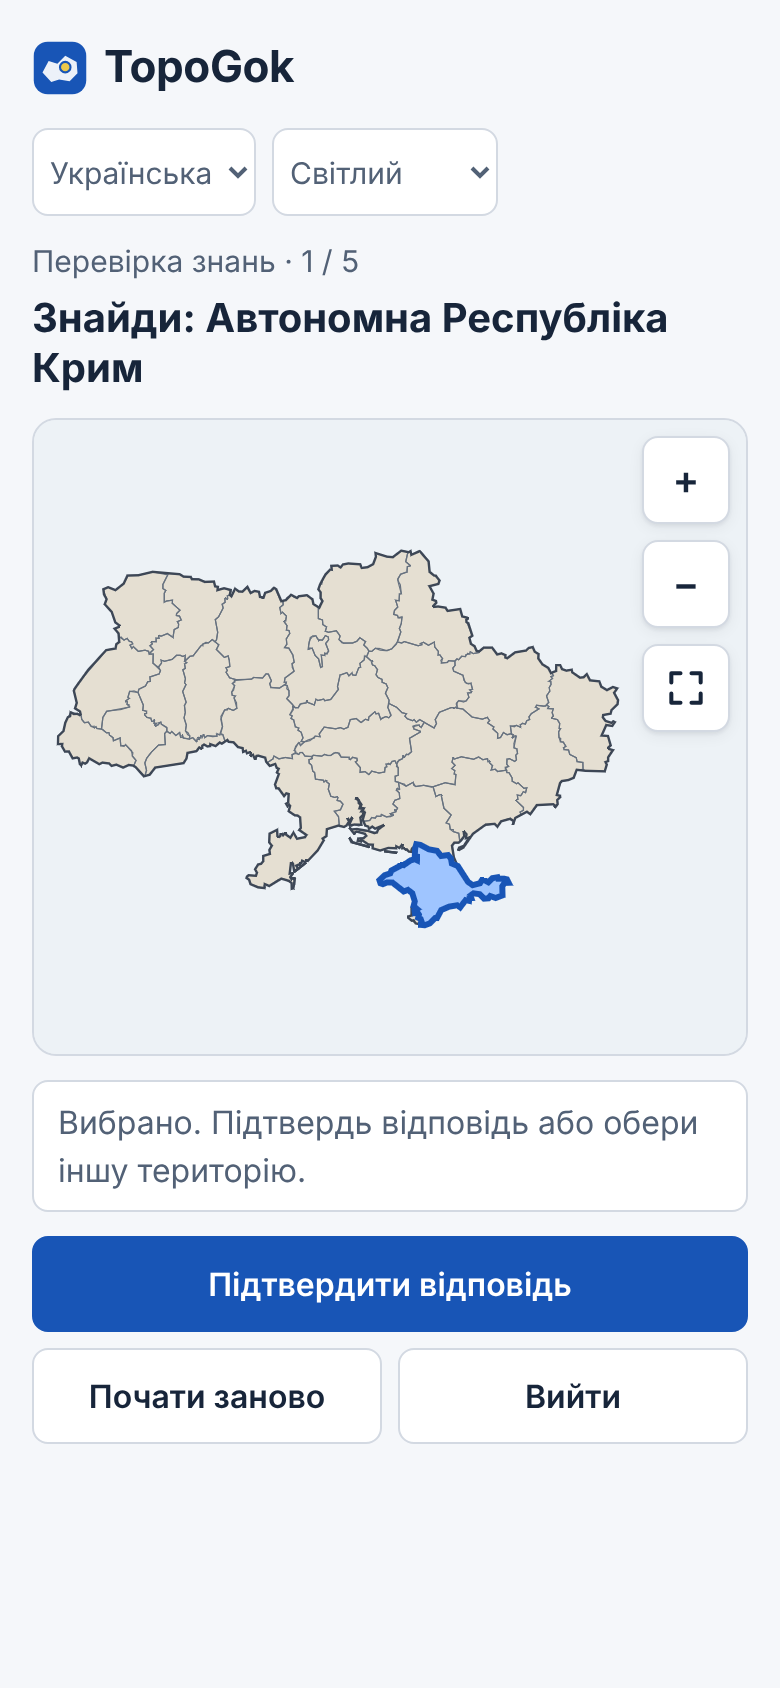 TopoGok
Українська
Світлий
Перевірка знань · 1 / 5
Знайди: Автономна Республіка
Крим
+
−
Вибрано. Підтвердь відповідь або обери
іншу територію.
Підтвердити відповідь
Почати заново
Вийти